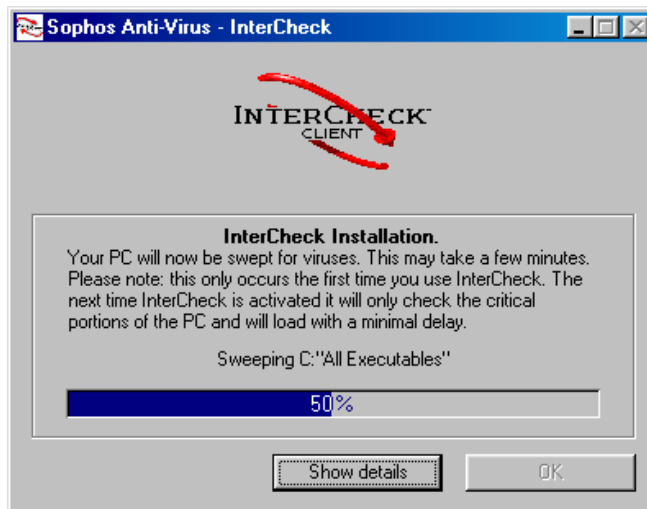 Sophos Anti-Virus - InterCheck
INTERCHECK™
CLIENT
InterCheck Installation.
Your PC will now be swept for viruses. This may take a few minutes.
Please note: this only occurs the first time you use InterCheck. The
next time InterCheck is activated it will only check the critical
portions of the PC and will load with a minimal delay.
Sweeping C:"All Executables"
50%
Show details
OK